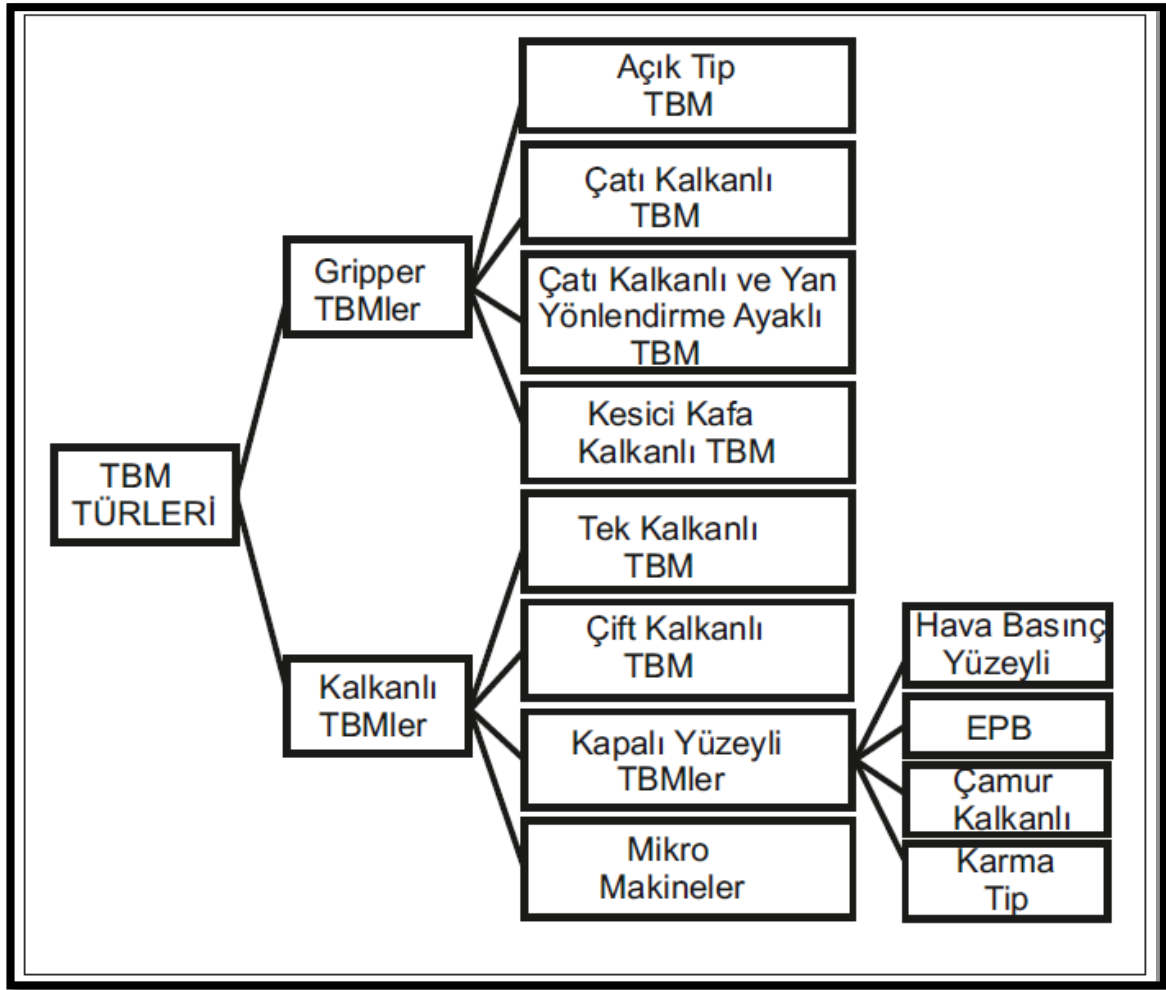 TBM
TÜRLERİ
Gripper
TBMler
Açık Tip
TBM
Çatı Kalkanlı
TBM
Çatı Kalkanlı ve Yan
Yönlendirme Ayaklı
TBM
Kesici Kafa
Kalkanlı TBM
Kalkanlı
TBMler
Tek Kalkanlı
TBM
Çift Kalkanlı
TBM
Kapalı Yüzeyli
TBMler
Mikro
Makineler
Hava Basınç
Yüzeyli
EPB
Çamur
Kalkanlı
Karma
Tip